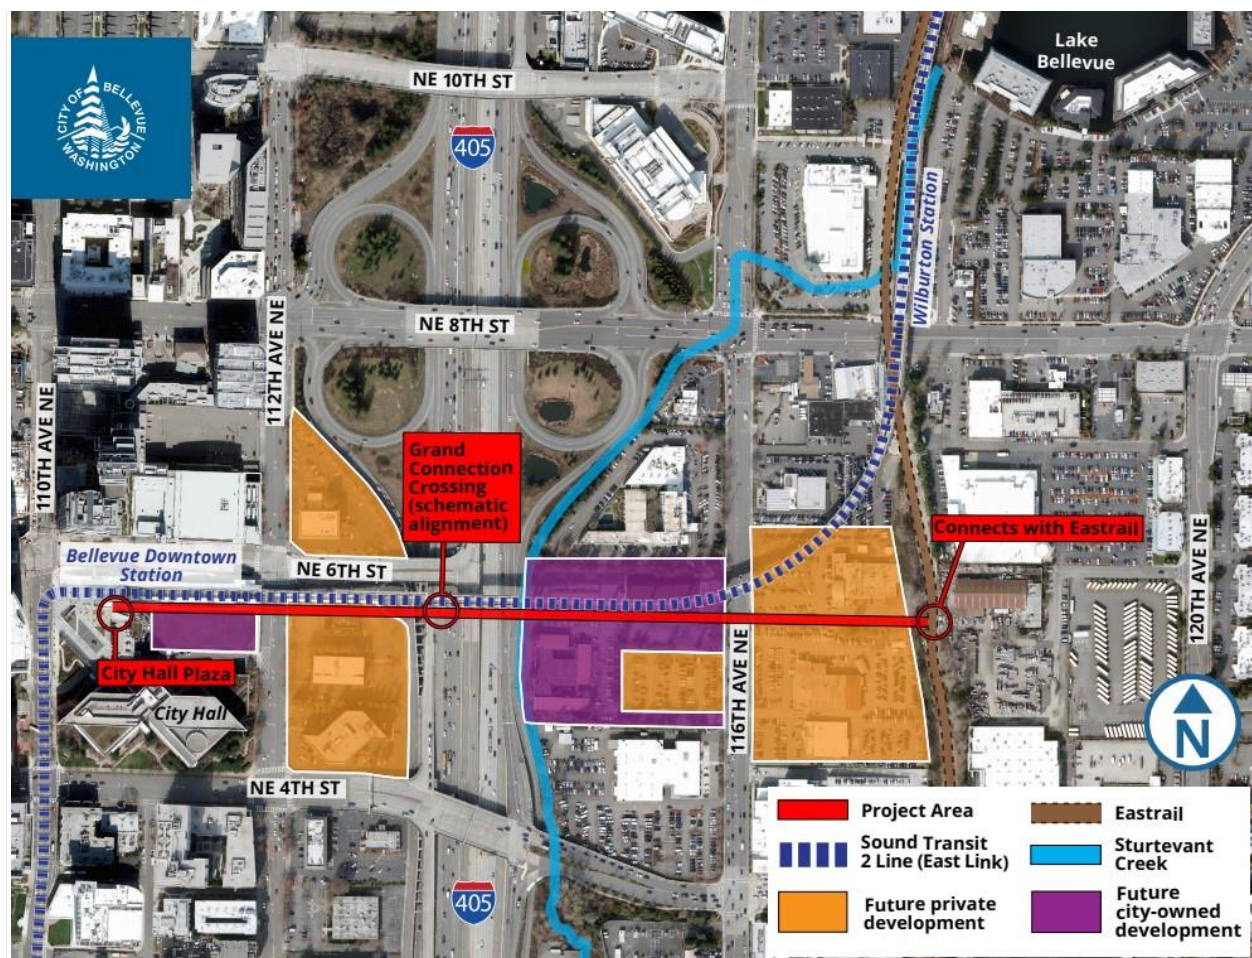 CITY OF BELLEVUE
WASHINGTON
NE 10TH ST
Lake
Bellevue
405
Wilburton Station
NE 8TH ST
112TH AVE NE
110TH AVE NE
Grand
Connection
Crossing
(schematic
alignment)
Connects with Eastrail
Bellevue Downtown
Station
NE 6TH ST
120TH AVE NE
City Hall Plaza
116TH AVE NE
City Hall
N
NE 4TH ST
405
Project Area
Sound Transit
2 Line (East Link)
Future private
development
Eastrail
Sturtevant
Creek
Future
city-owned
development